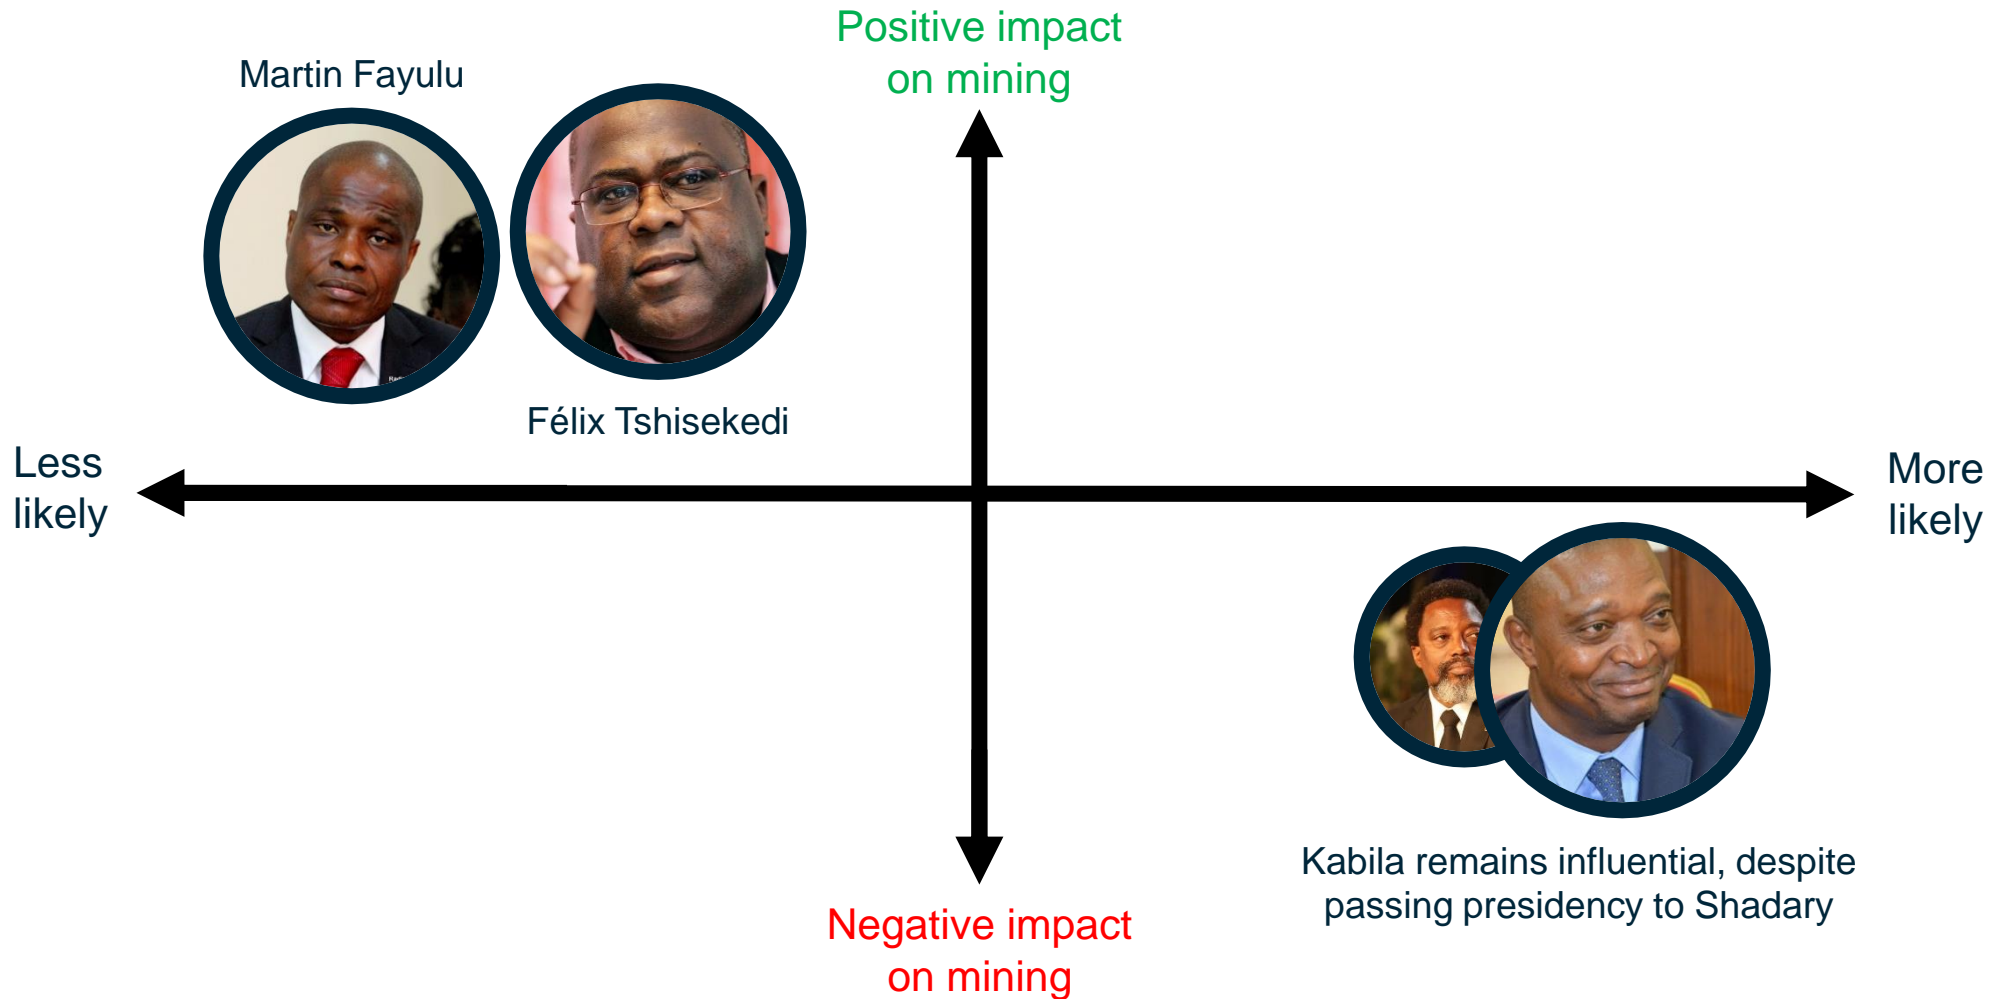 Positive impact
on mining
Martin Fayulu
Félix Tshisekedi
Less
likely
More
likely
Kabila remains influential, despite
passing presidency to Shadary
Negative impact
on mining